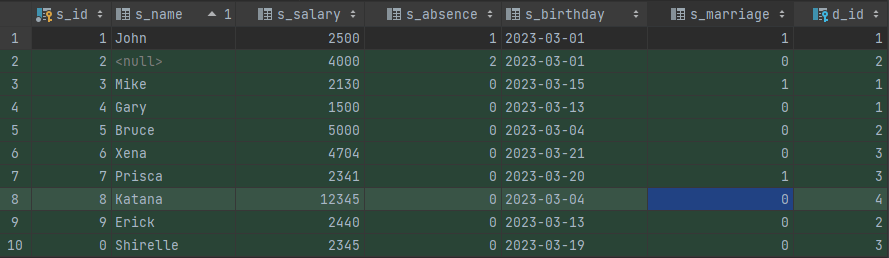 s_id s_name 1 s_salary s_absence s_birthday s_marriage d_id
1 1 John 2500 1 2023-03-01 1 1
2 2 <null> 4000 2 2023-03-01 0 2
3 3 Mike 2130 0 2023-03-15 1 1
4 4 Gary 1500 0 2023-03-13 0 1
5 5 Bruce 5000 0 2023-03-04 0 2
6 6 Xena 4704 0 2023-03-21 0 3
7 7 Prisca 2341 0 2023-03-20 1 3
8 8 Katana 12345 0 2023-03-04 0 4
9 9 Erick 2440 0 2023-03-13 0 2
10 0 Shirelle 2345 0 2023-03-19 0 3